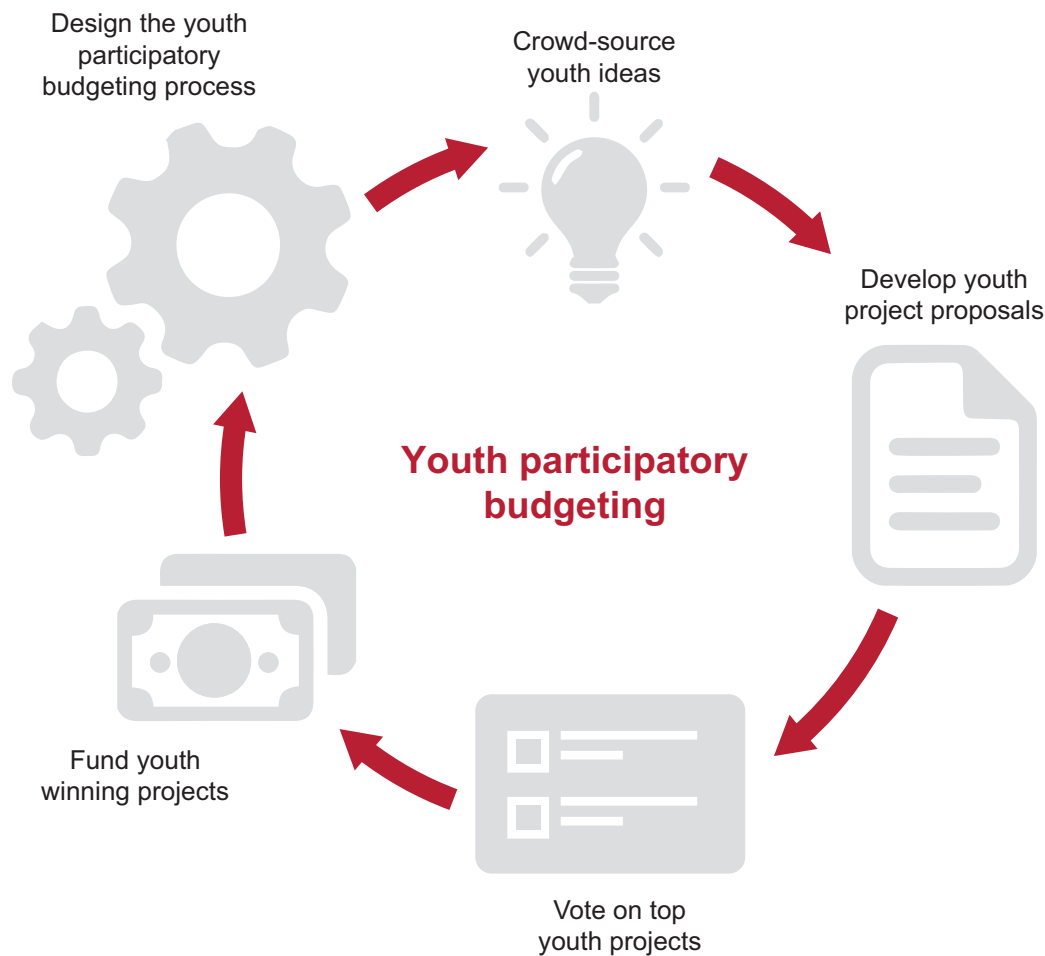 Design the youth
participatory
budgeting process
Crowd-source
youth ideas
Develop youth
project proposals
Youth participatory
budgeting
Fund youth
winning projects
Vote on top
youth projects